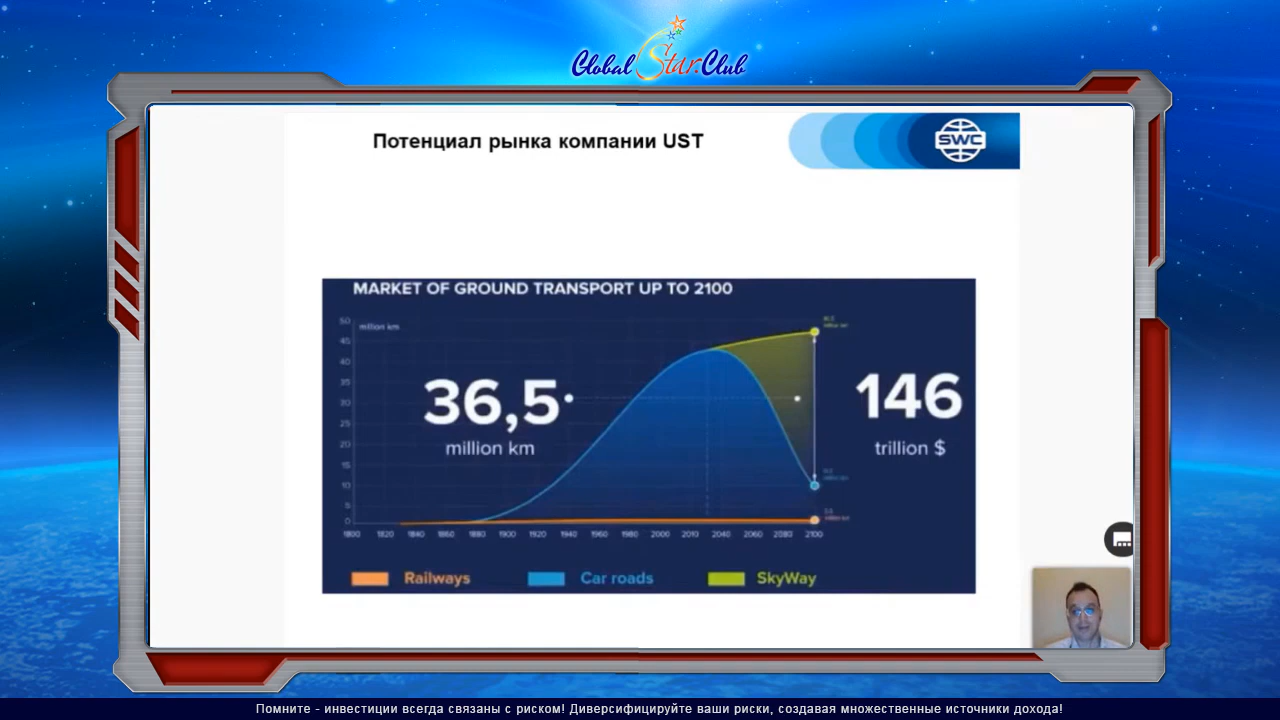 Global Star.Club
Потенциал рынка компании UST
SWC
MARKET OF GROUND TRANSPORT UP TO 2100
50
million km
45
40
35
30
25
20
15
10
5
0
36,5
million km
146
trillion $
1800 1820 1840 1860 1880 1900 1920 1940 1960 1980 2000 2020 2040 2060 2080 2100
Railways
Car roads
SkyWay
Помните - инвестиции всегда связаны с риском! Диверсифицируйте ваши риски, создавая множественные источники дохода!